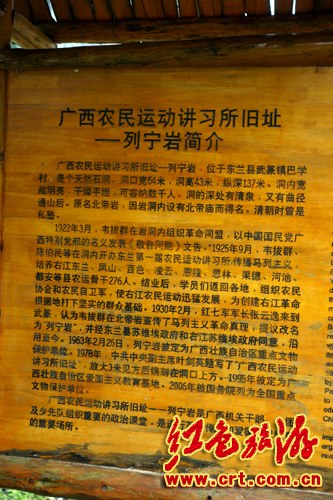 广西农民运动讲习所旧址
—列宁岩简介
广西农民运动讲习所旧址—列宁岩，位于东兰县武篆镇巴学
村，是个天然石洞，洞口宽64米，洞高43米，纵深137米。洞内宽
敞明亮，干燥平坦，可容纳数千人，洞的深处有清泉，又有曲径
通山后。原名北帝岩，因岩洞内设有北帝庙而得名。清朝时曾是
私塾。
1922年3月，韦拔群在岩洞内组织革命同盟，以中国国民党广
西特别党部的名义发表《敬告同胞》文告。1925年9月，韦拔群、
陈伯民等在洞内开办东兰第一届农民运动讲习所，传播马列主义，
培养右江东兰、凤山、百色、凌云、恩隆、思林、果德、河池、
都安等县农运骨干276人。结业后，学员们返回各地，组织农民
协会和农民自卫军，使右江农民运动迅猛发展，为创建右江革命
根据地打下坚实的群众基础。1930年2月，红七军军长张云逸来到
武篆，认为韦拔群在北帝岩宣传了马列主义革命真理，提议改名
为"列宁岩"，并经东兰县苏维埃政府和右江苏维埃政府同意，沿
用至今。1963年2月26日，列宁岩被定为广西壮族自治区重点文物
保护单位。1978年，中共中央副主席叶剑英题写了"广西农民运动
讲习所旧址"，放大3米见方后镌刻在洞口上方。1995年被定为广
西壮族自治区爱国主义教育基地，2005年被国务院列为全国重点
文物保护单位。
广西农民运动讲习所旧址—列宁岩是广西机关干部、
及少先队组织重要的政治课堂，是
的重要场所。
红色旅游
www.crt.com.cn